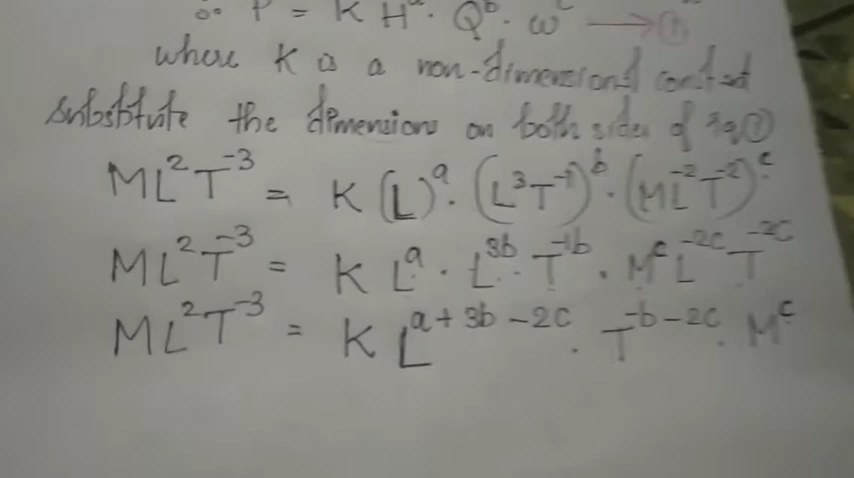 ∴ P = K Hᵃ · Qᵇ · ωᶜ → ①
where K is a non-dimensional constant
substitute the dimensions on both sides of Eq ①
ML²T⁻³ = K (L)ᵃ · (L³T⁻¹)ᵇ · (ML⁻²T⁻²)ᶜ
ML²T⁻³ = K Lᵃ · L³ᵇ · T⁻¹ᵇ · Mᶜ L⁻²ᶜ T⁻²ᶜ
ML²T⁻³ = K L^(a + 3b − 2c) · T^(−b − 2c) · Mᶜ